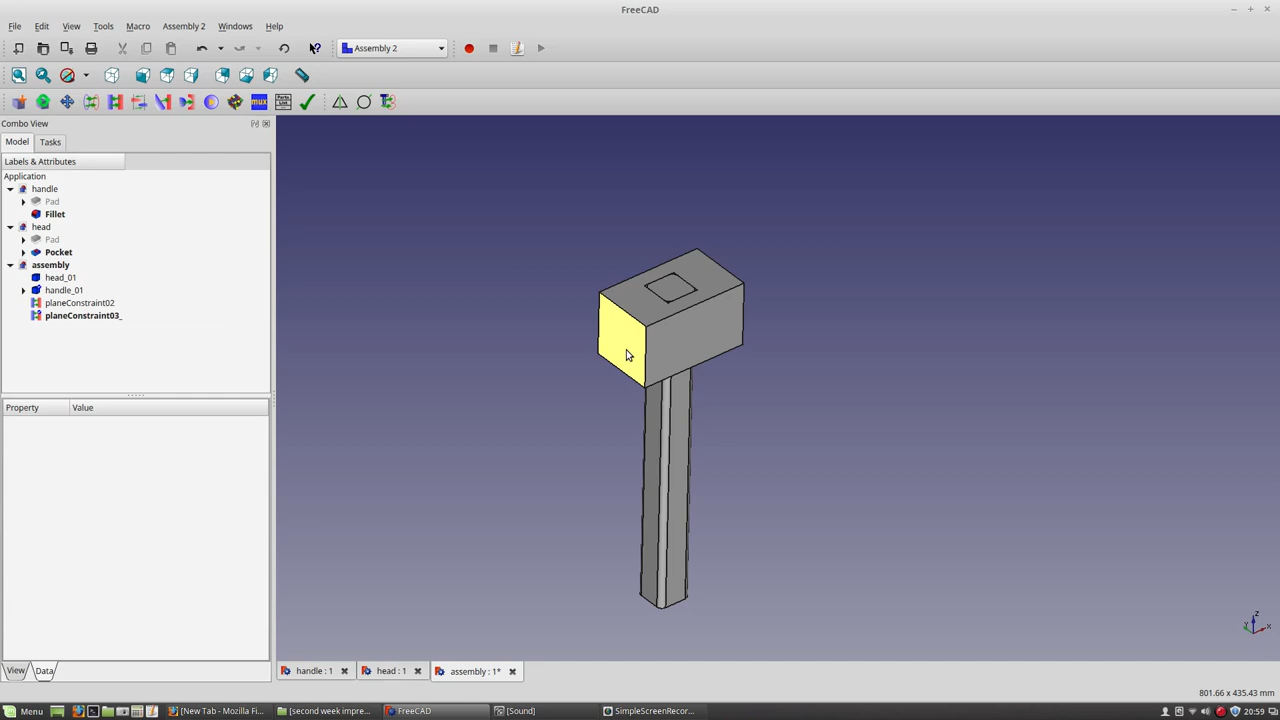 FreeCAD
File Edit View Tools Macro Assembly 2 Windows Help
Assembly 2
mux Parts List
Combo View
Model Tasks
Labels & Attributes
Application
handle
Pad
Fillet
head
Pad
Pocket
assembly
head_01
handle_01
planeConstraint02
planeConstraint03_
Property Value
z
y x
View Data
handle : 1 head : 1 assembly : 1*
801.66 x 435.43 mm
Menu [New Tab - Mozilla Fi... [second week impre... FreeCAD [Sound] SimpleScreenRecor... 20:59